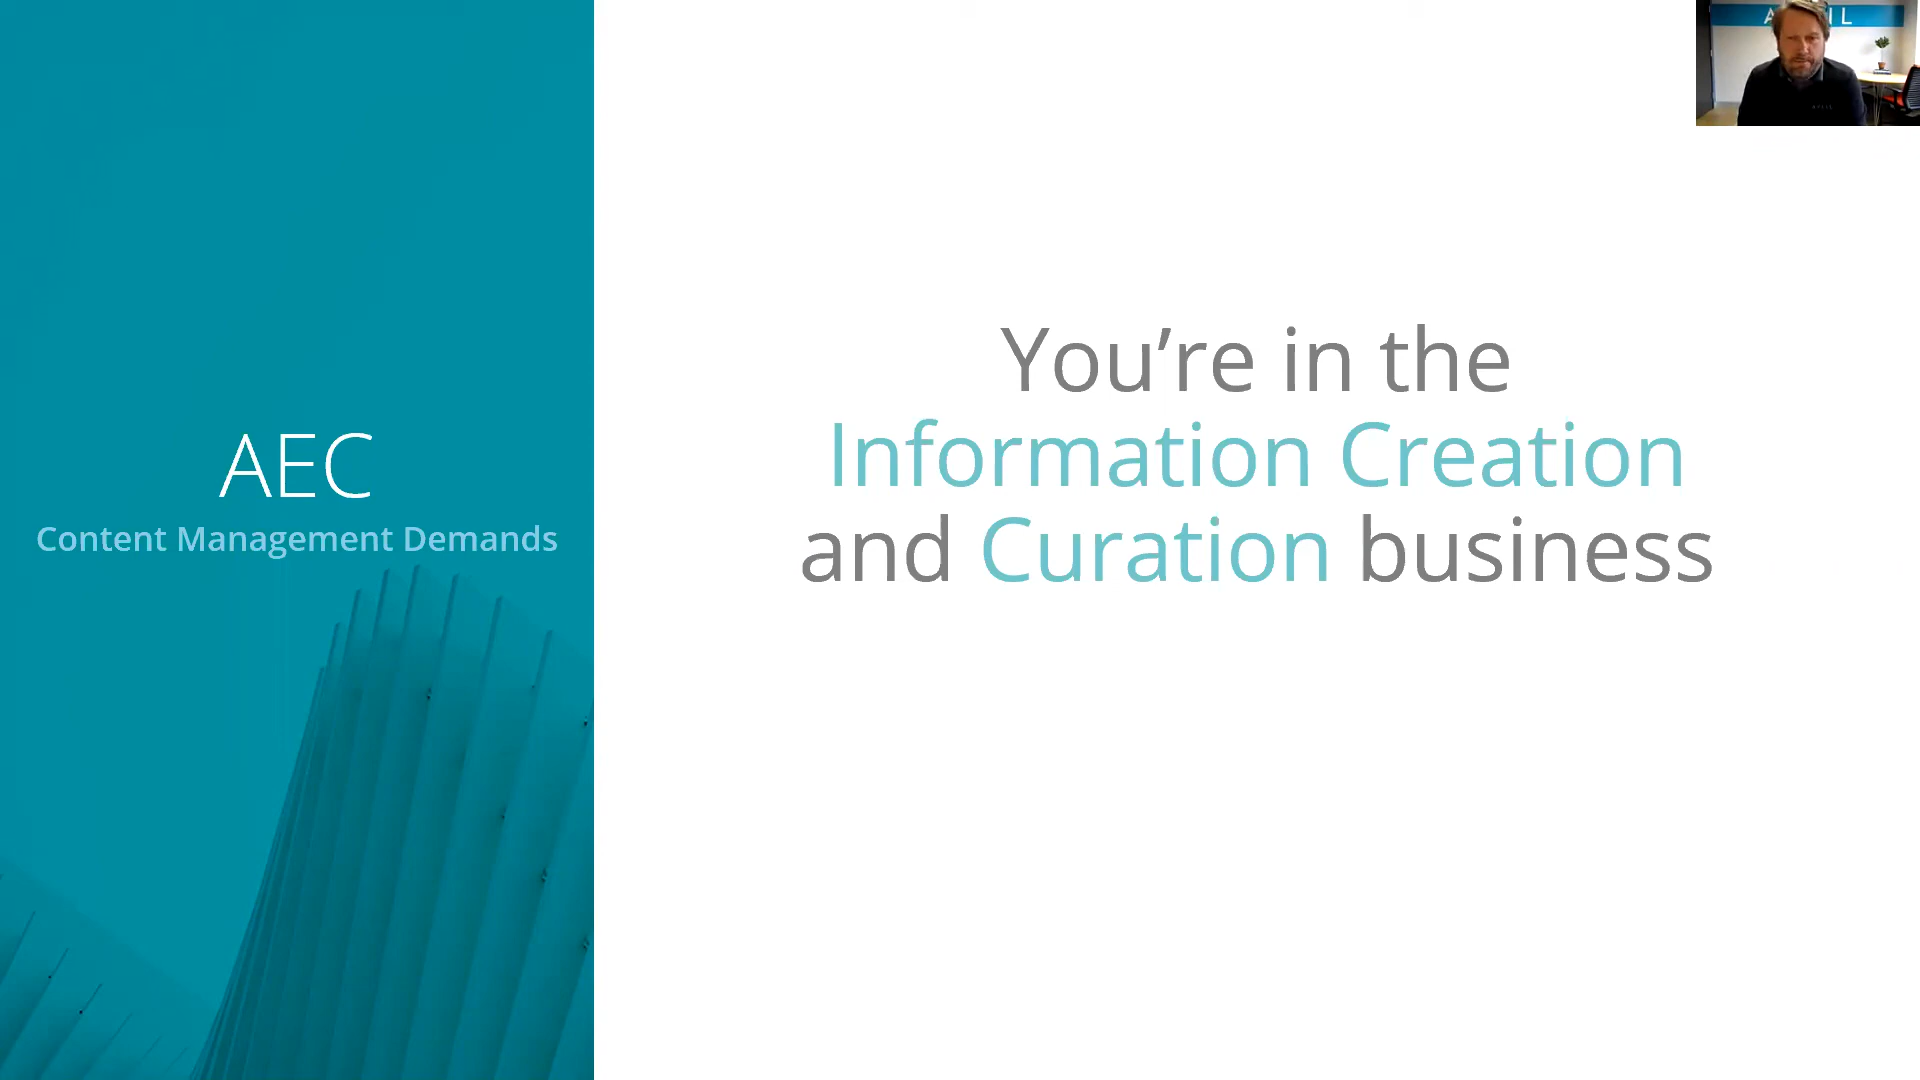 AEC
Content Management Demands
You’re in the
Information Creation
and Curation business